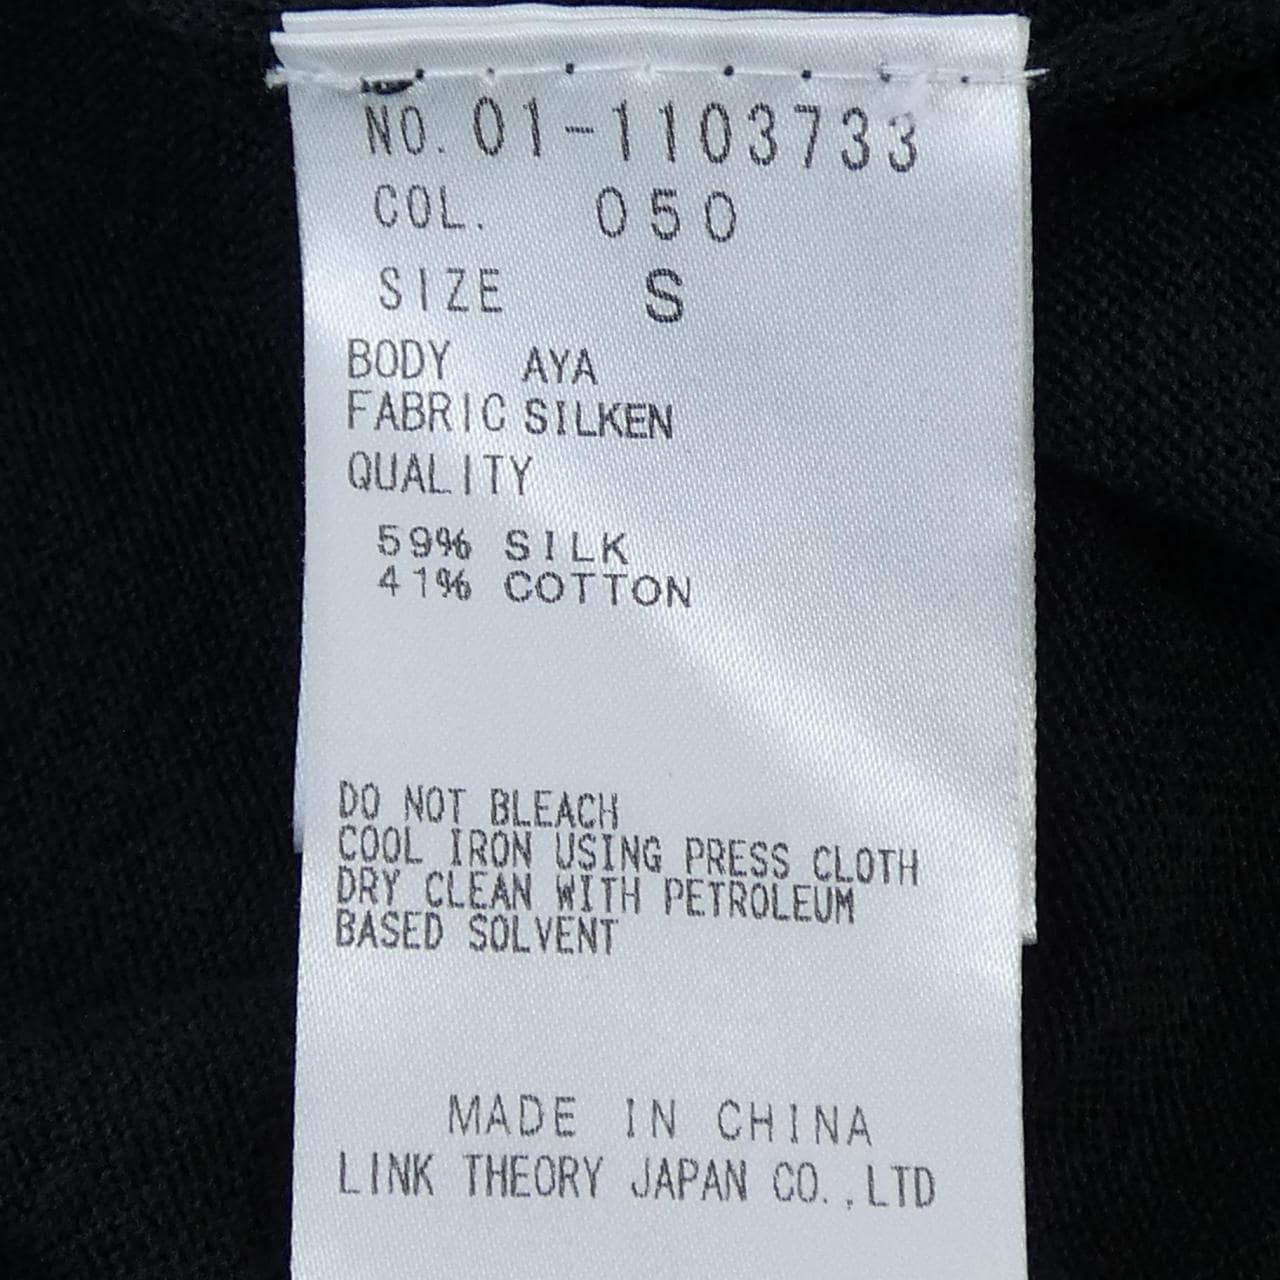 NO. 01-1103733
COL. 050
SIZE S
BODY AYA
FABRIC SILKEN
QUALITY
59% SILK
41% COTTON
DO NOT BLEACH
COOL IRON USING PRESS CLOTH
DRY CLEAN WITH PETROLEUM
BASED SOLVENT
MADE IN CHINA
LINK THEORY JAPAN CO.,LTD